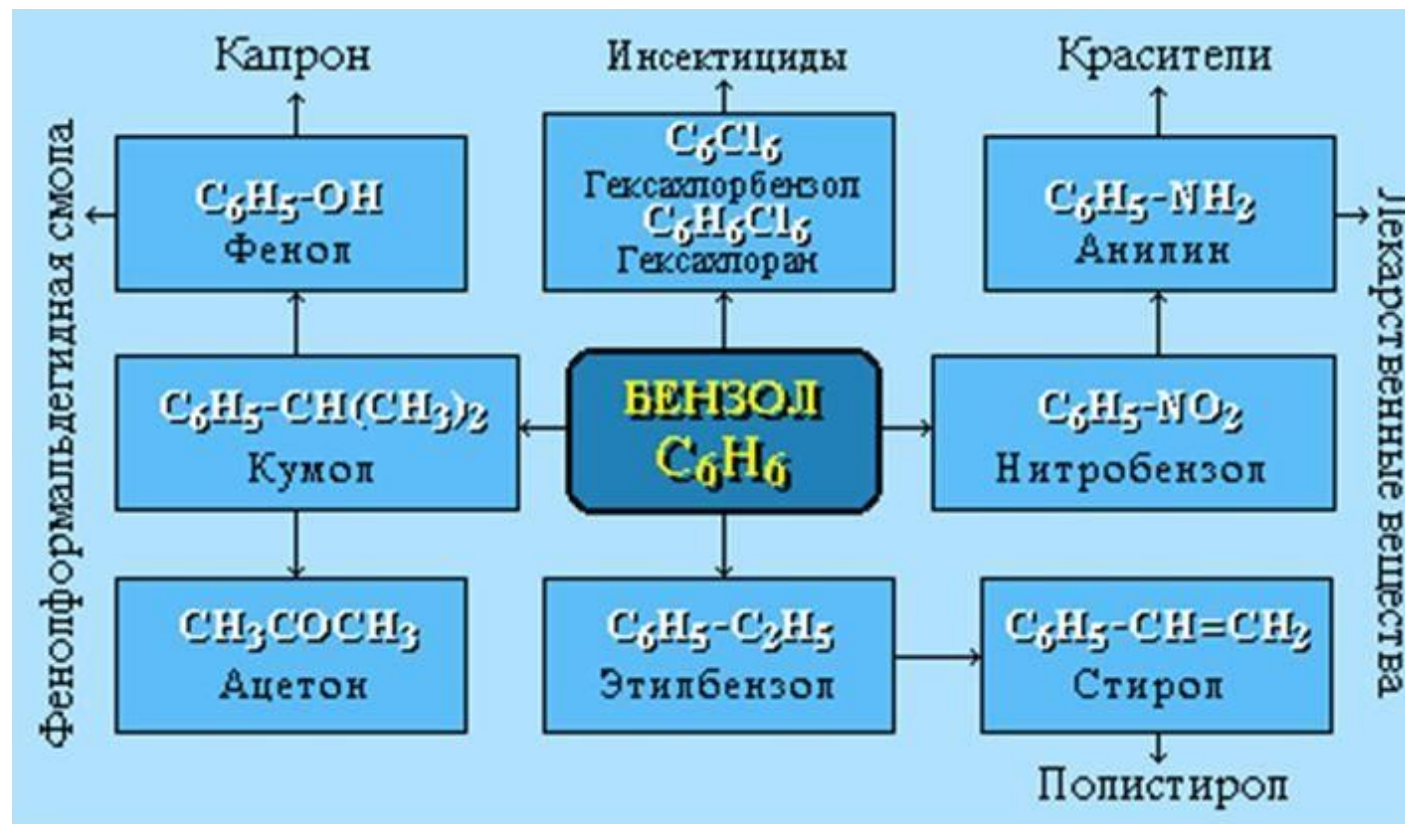 Капрон
Инсектициды
Красители
Фенолформальдегидная смола
C₆H₅-OH
Фенол
C₆Cl₆
Гексахлорбензол
C₆H₆Cl₆
Гексахлоран
C₆H₅-NH₂
Анилин
Лекарственные вещества
C₆H₅-CH(CH₃)₂
Кумол
БЕНЗОЛ
C₆H₆
C₆H₅-NO₂
Нитробензол
CH₃COCH₃
Ацетон
C₆H₅-C₂H₅
Этилбензол
C₆H₅-CH=CH₂
Стирол
Полистирол